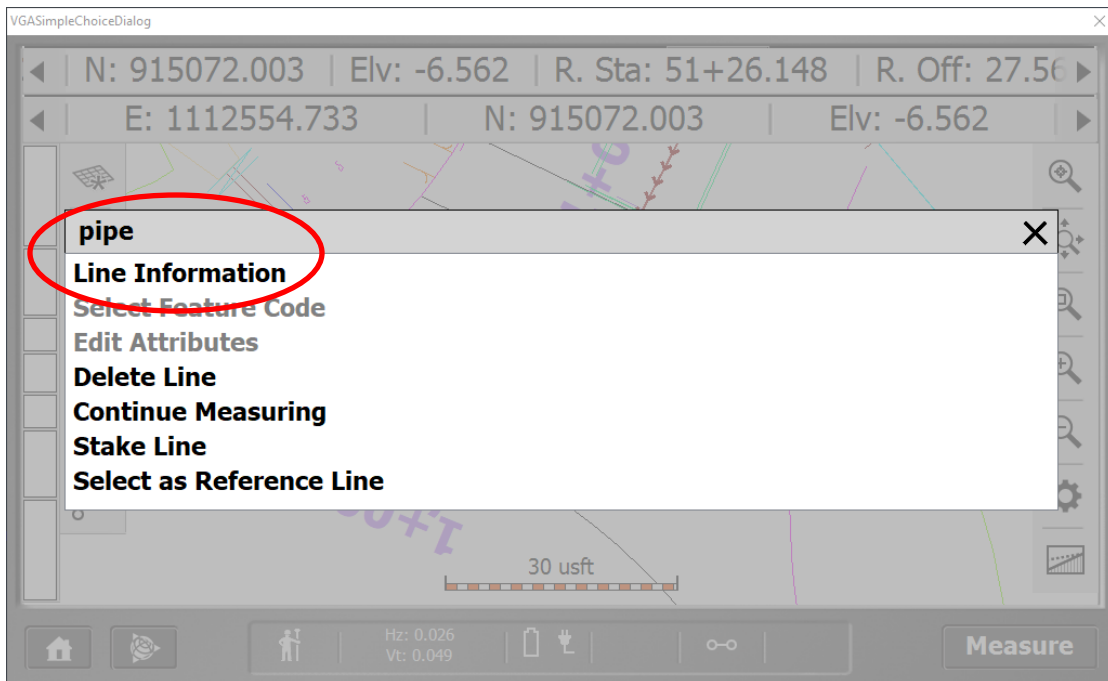 VGASimpleChoiceDialog
N: 915072.003 | Elv: -6.562 | R. Sta: 51+26.148 | R. Off: 27.56
E: 1112554.733 | N: 915072.003 | Elv: -6.562
pipe
Line Information
Select Feature Code
Edit Attributes
Delete Line
Continue Measuring
Stake Line
Select as Reference Line
30 usft
Hz: 0.026
Vt: 0.049
Measure